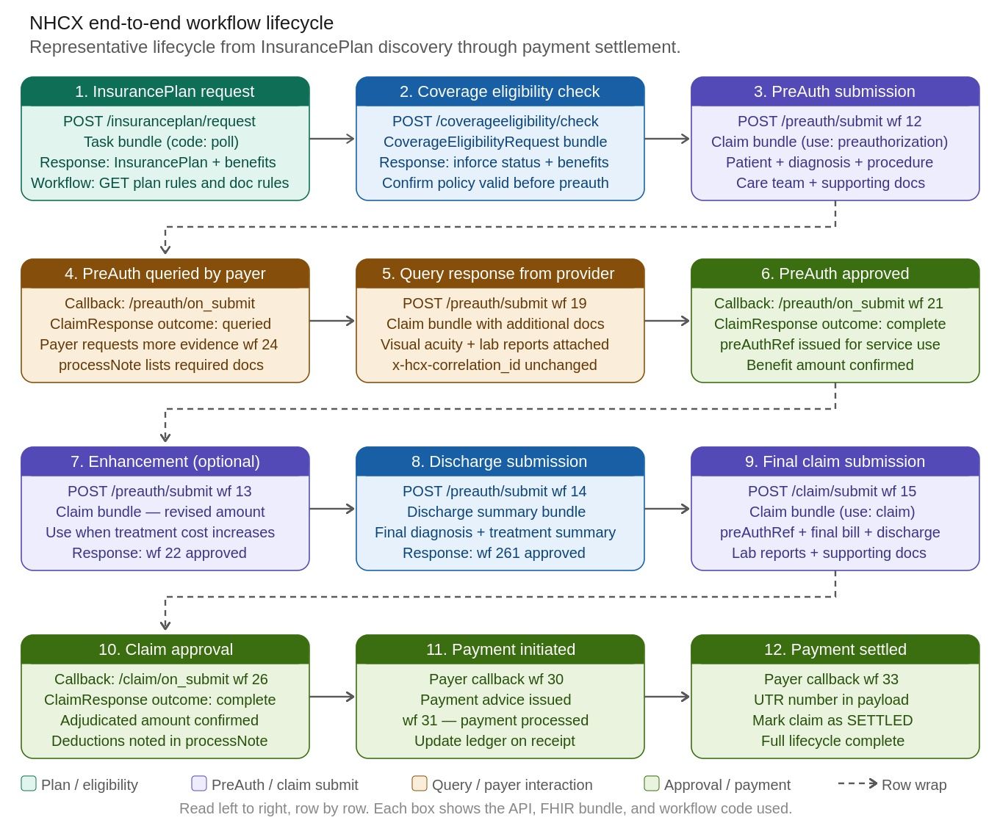 NHCX end-to-end workflow lifecycle
Representative lifecycle from InsurancePlan discovery through payment settlement.
1. InsurancePlan request
POST /insuranceplan/request
Task bundle (code: poll)
Response: InsurancePlan + benefits
Workflow: GET plan rules and doc rules
2. Coverage eligibility check
POST /coverageeligibility/check
CoverageEligibilityRequest bundle
Response: inforce status + benefits
Confirm policy valid before preauth
3. PreAuth submission
POST /preauth/submit wf 12
Claim bundle (use: preauthorization)
Patient + diagnosis + procedure
Care team + supporting docs
4. PreAuth queried by payer
Callback: /preauth/on_submit
ClaimResponse outcome: queried
Payer requests more evidence wf 24
processNote lists required docs
5. Query response from provider
POST /preauth/submit wf 19
Claim bundle with additional docs
Visual acuity + lab reports attached
x-hcx-correlation_id unchanged
6. PreAuth approved
Callback: /preauth/on_submit wf 21
ClaimResponse outcome: complete
preAuthRef issued for service use
Benefit amount confirmed
7. Enhancement (optional)
POST /preauth/submit wf 13
Claim bundle — revised amount
Use when treatment cost increases
Response: wf 22 approved
8. Discharge submission
POST /preauth/submit wf 14
Discharge summary bundle
Final diagnosis + treatment summary
Response: wf 261 approved
9. Final claim submission
POST /claim/submit wf 15
Claim bundle (use: claim)
preAuthRef + final bill + discharge
Lab reports + supporting docs
10. Claim approval
Callback: /claim/on_submit wf 26
ClaimResponse outcome: complete
Adjudicated amount confirmed
Deductions noted in processNote
11. Payment initiated
Payer callback wf 30
Payment advice issued
wf 31 — payment processed
Update ledger on receipt
12. Payment settled
Payer callback wf 33
UTR number in payload
Mark claim as SETTLED
Full lifecycle complete
Plan / eligibility
PreAuth / claim submit
Query / payer interaction
Approval / payment
Row wrap
Read left to right, row by row. Each box shows the API, FHIR bundle, and workflow code used.